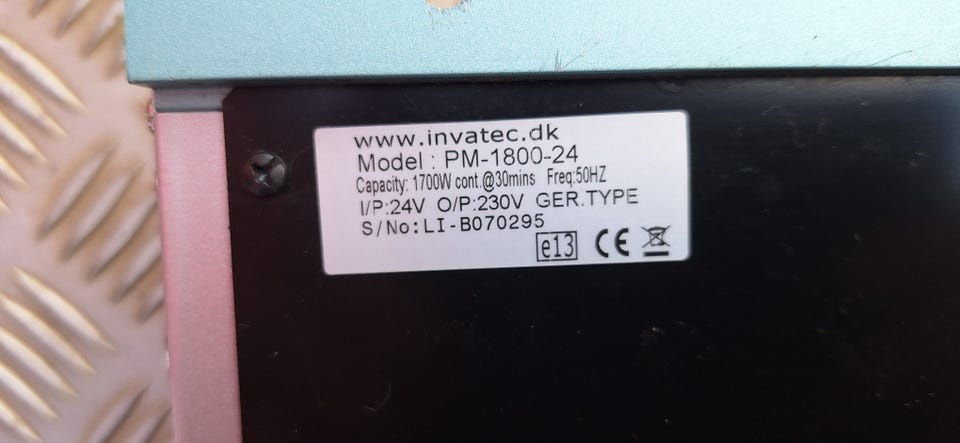 www.invatec.dk
Model : PM-1800-24
Capacity: 1700W cont.@30mins Freq:50HZ
I/P:24V O/P:230V GER.TYPE
S/No:LI-B070295
e13 CE